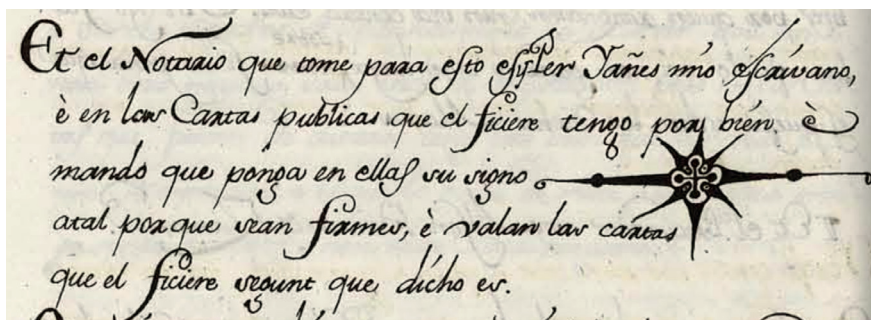 Et el Notario que tome para esto es Per Yañes mío escrivano,
è en las Cartas publicas que el ficiere tengo por bién. è
mando que ponga en ellas su signo
atal porque sean firmes, è valan las cartas
que el ficiere segunt que dícho es.